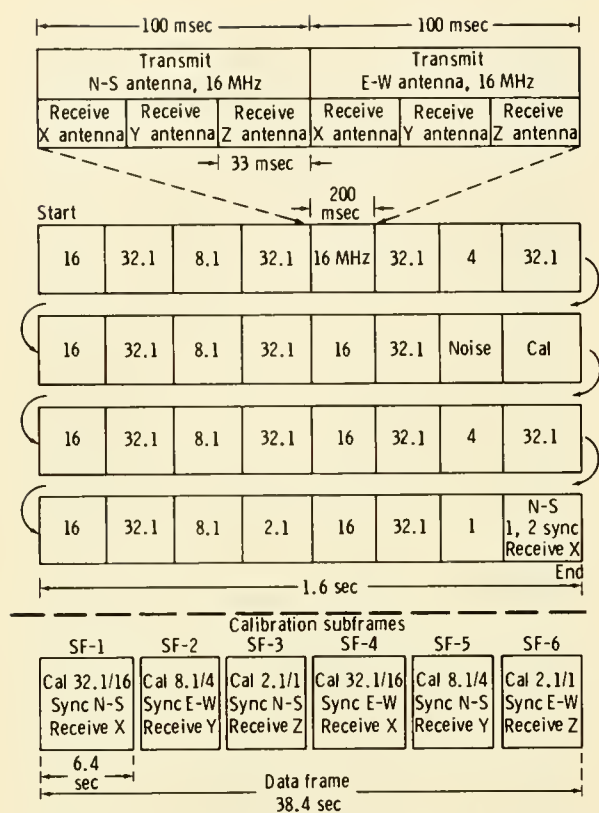 100 msec 100 msec
Transmit Transmit
N-S antenna, 16 MHz E-W antenna, 16 MHz
Receive Receive Receive Receive Receive Receive
X antenna Y antenna Z antenna X antenna Y antenna Z antenna
33 msec
200
msec
Start
16 32.1 8.1 32.1 16 MHz 32.1 4 32.1
16 32.1 8.1 32.1 16 32.1 Noise Cal
16 32.1 8.1 32.1 16 32.1 4 32.1
16 32.1 8.1 2.1 16 32.1 1 N-S
1, 2 sync
Receive X
End
1.6 sec
Calibration subframes
SF-1 SF-2 SF-3 SF-4 SF-5 SF-6
Cal 32.1/16 Cal 8.1/4 Cal 2.1/1 Cal 32.1/16 Cal 8.1/4 Cal 2.1/1
Sync N-S Sync E-W Sync N-S Sync E-W Sync N-S Sync E-W
Receive X Receive Y Receive Z Receive X Receive Y Receive Z
6.4
sec
Data frame
38.4 sec